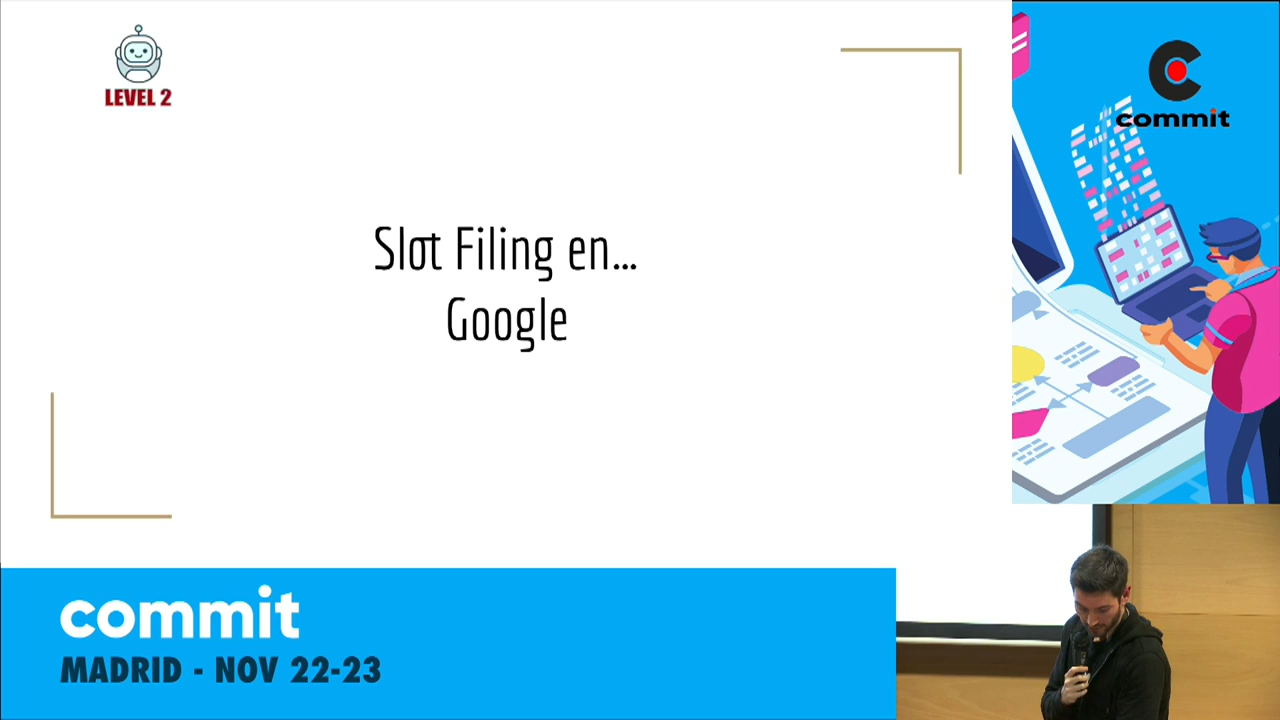 LEVEL 2
Slot Filing en...
Google
commit
commit
MADRID - NOV 22-23